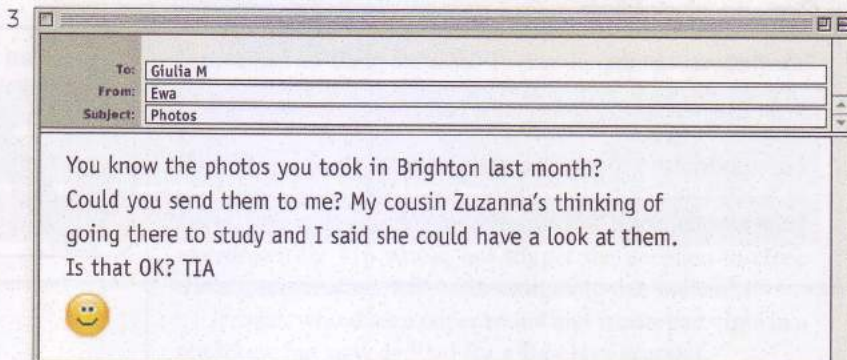 3
To: Giulia M
From: Ewa
Subject: Photos
You know the photos you took in Brighton last month?
Could you send them to me? My cousin Zuzanna's thinking of
going there to study and I said she could have a look at them.
Is that OK? TIA